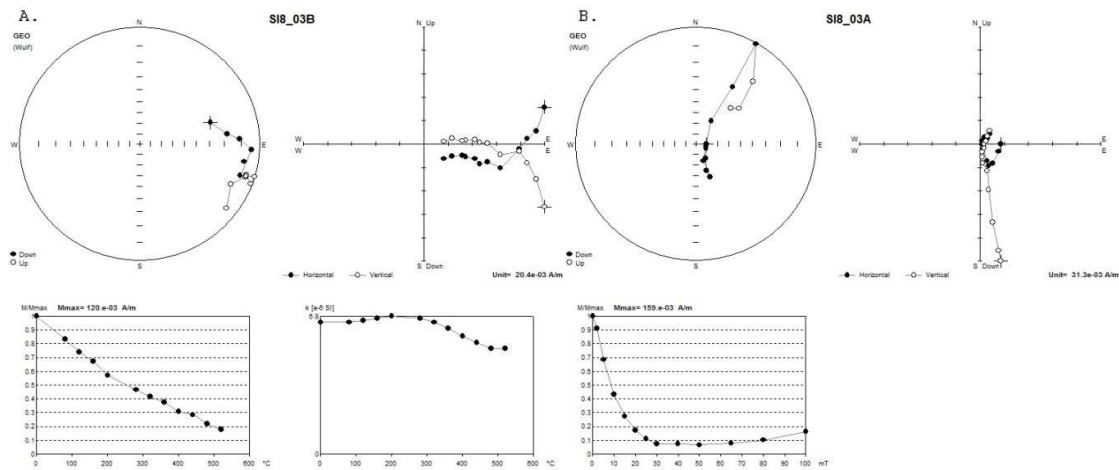 A.
SI8_03B
GEO
(Wulf)
N
W
E
S
Down
Up
N Up
W
W
E
E
S Down
Horizontal
Vertical
Unit= 20.4e-03 A/m
B.
SI8_03A
GEO
(Wulf)
N
W
E
S
Down
Up
N Up
W
W
E
E
S Down
Horizontal
Vertical
Unit= 31.3e-03 A/m
M/Mmax
Mmax= 120.e-03 A/m
1
0.9
0.8
0.7
0.6
0.5
0.4
0.3
0.2
0.1
0 100 200 300 400 500 600
°C
k [e-6 SI]
6.8
0 100 200 300 400 500 600
°C
M/Mmax
Mmax= 159.e-03 A/m
1
0.9
0.8
0.7
0.6
0.5
0.4
0.3
0.2
0.1
0 10 20 30 40 50 60 70 80 90 100
mT